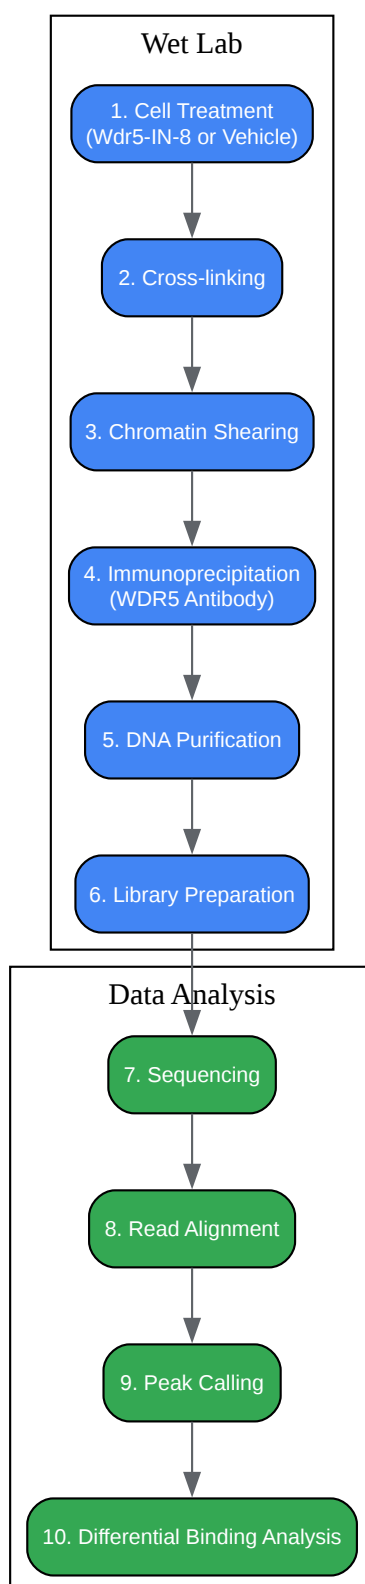 Wet Lab
1. Cell Treatment
(Wdr5-IN-8 or Vehicle)
2. Cross-linking
3. Chromatin Shearing
4. Immunoprecipitation
(WDR5 Antibody)
5. DNA Purification
6. Library Preparation
Data Analysis
7. Sequencing
8. Read Alignment
9. Peak Calling
10. Differential Binding Analysis